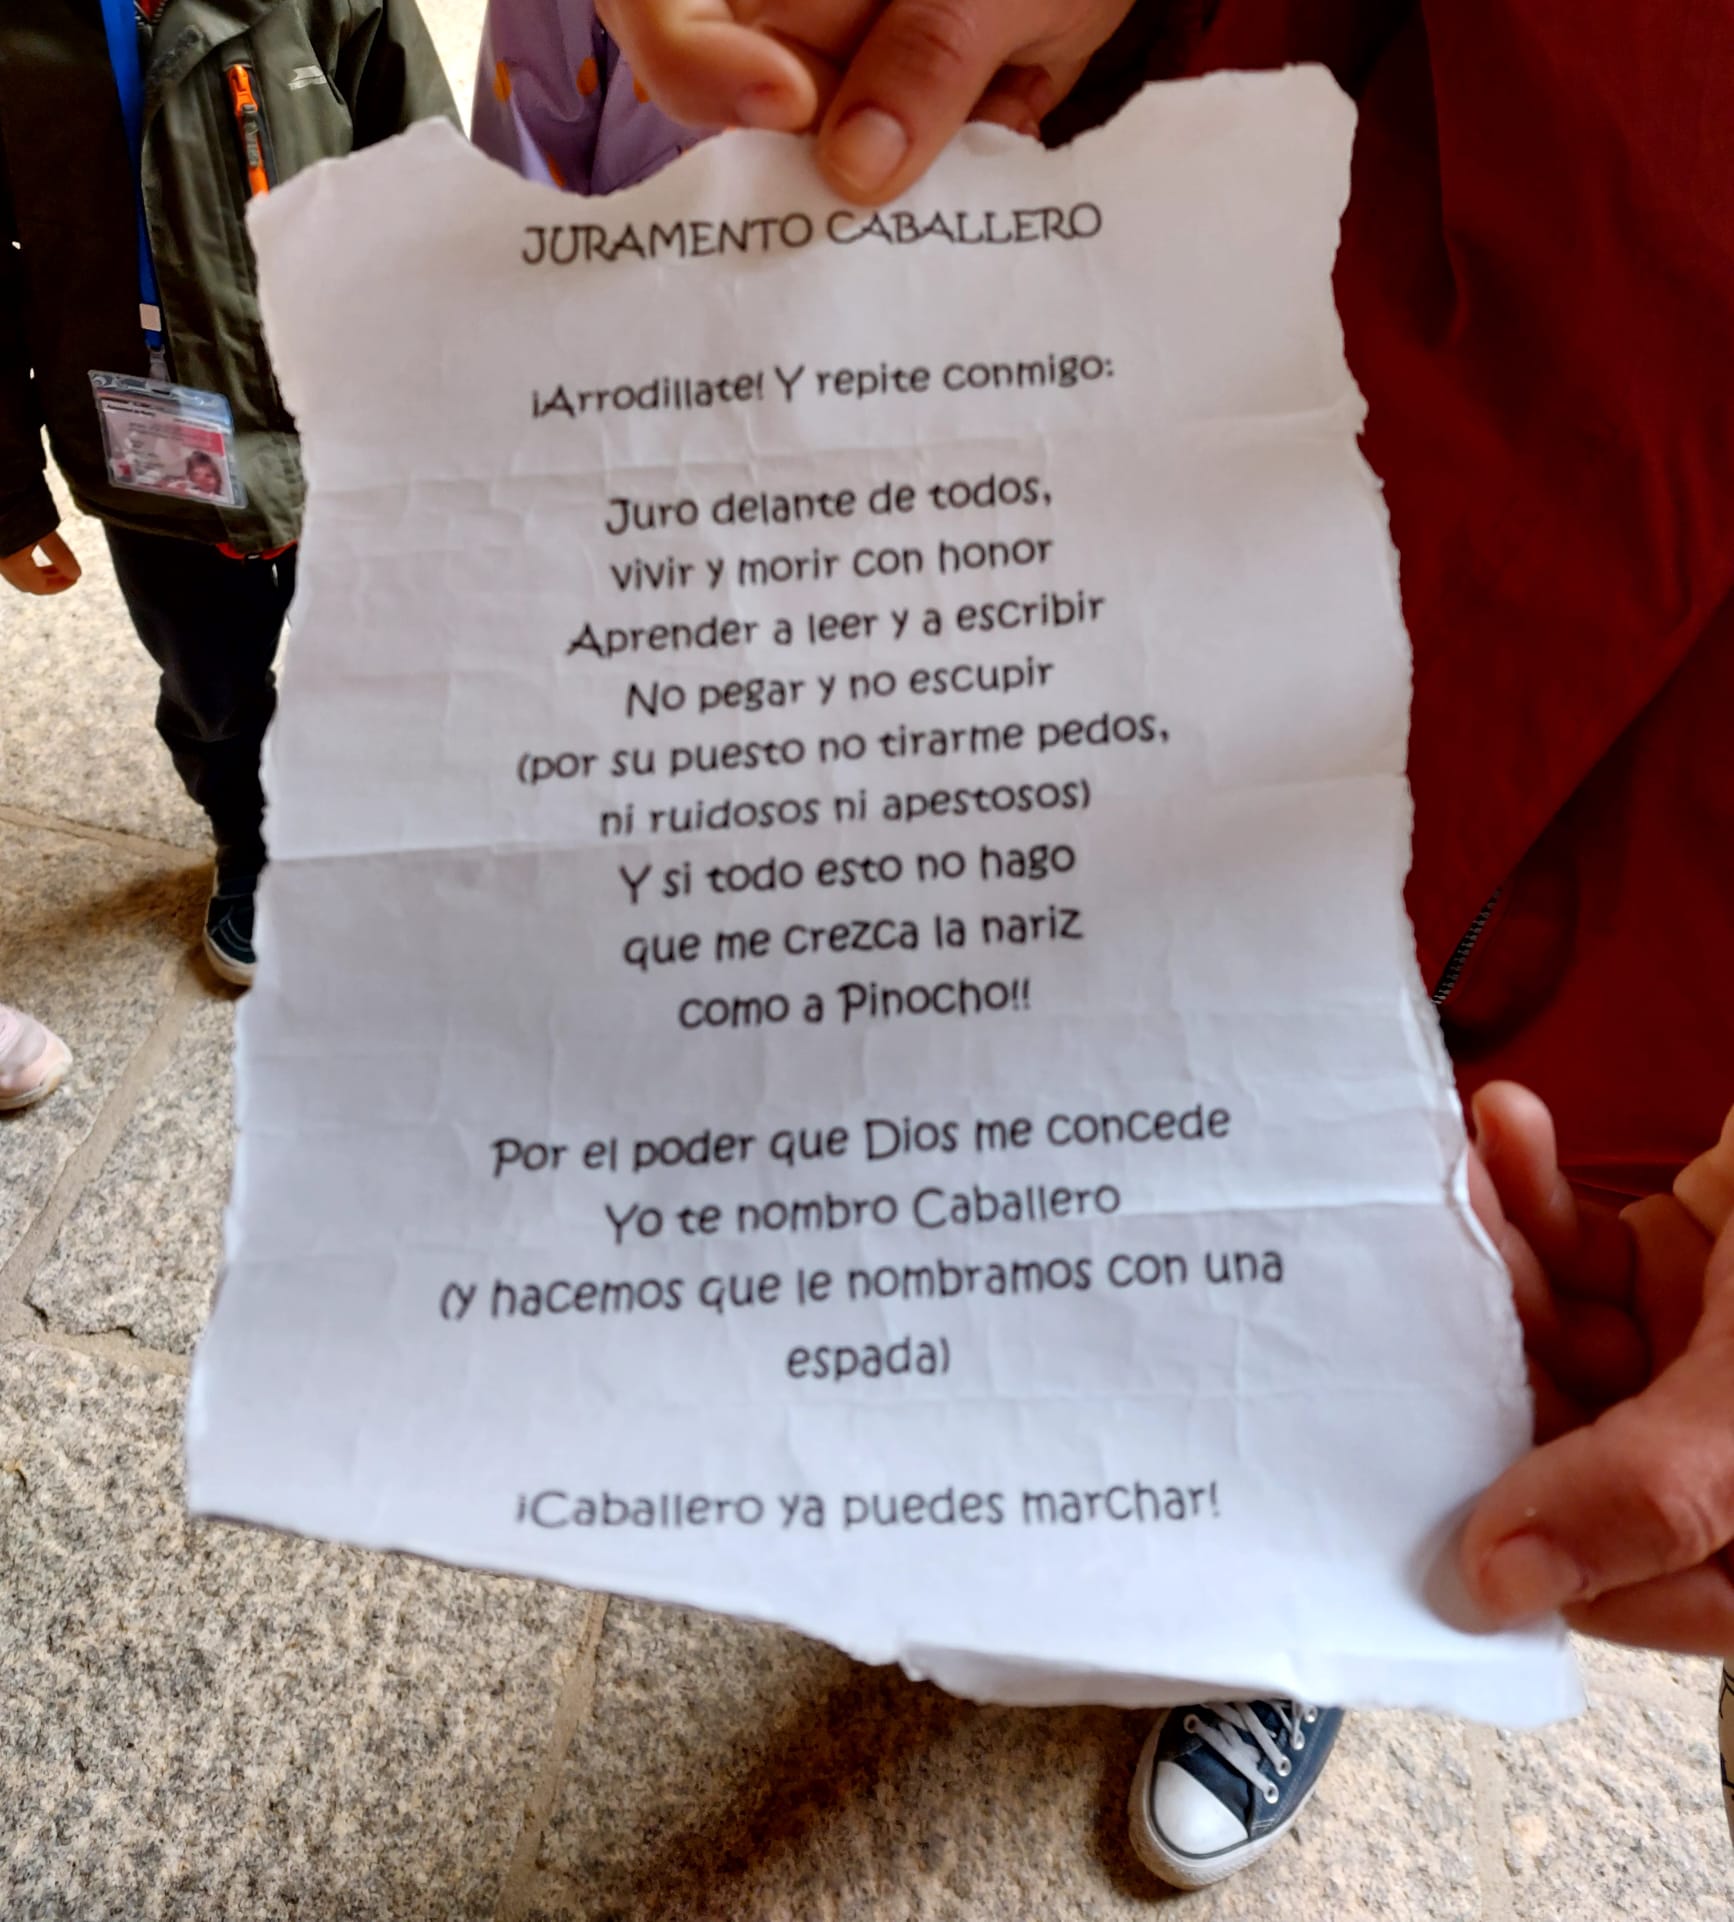 JURAMENTO CABALLERO
¡Arrodillate! Y repite conmigo:
Juro delante de todos,
vivir y morir con honor
Aprender a leer y a escribir
No pegar y no escupir
(por su puesto no tirarme pedos,
ni ruidosos ni apestosos)
Y si todo esto no hago
que me crezca la nariz
como a Pinocho!!
Por el poder que Dios me concede
Yo te nombro Caballero
(y hacemos que le nombramos con una
espada)
¡Caballero ya puedes marchar!